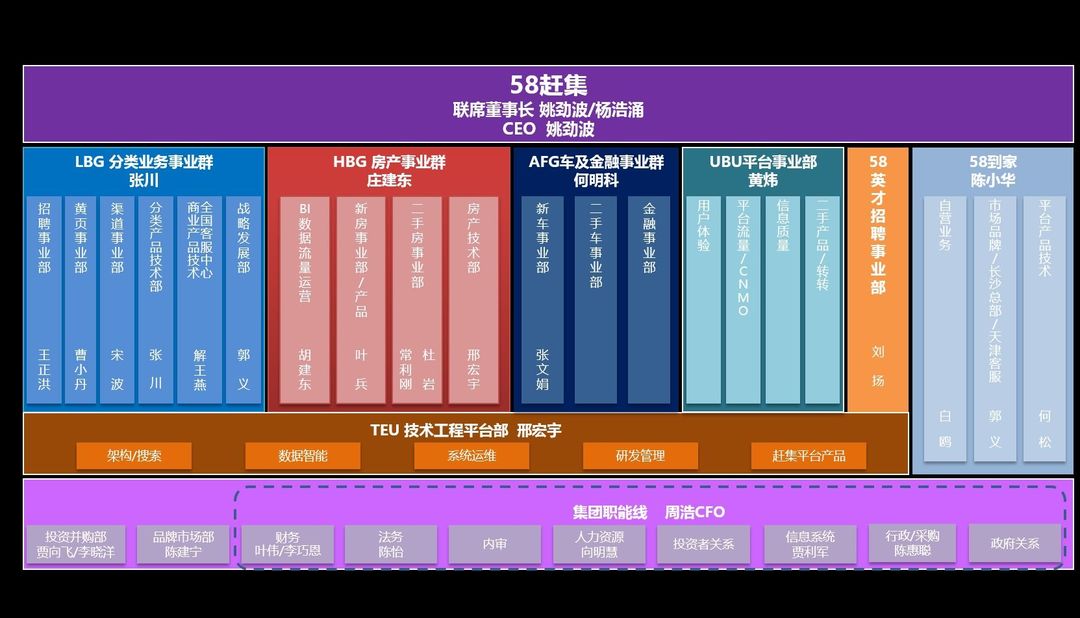 58赶集
联席董事长 姚劲波/杨浩涌
CEO 姚劲波
LBG 分类业务事业群
张川
招聘事业部
王正洪
黄页事业部
曹小丹
渠道事业部
宋波
分类产品技术部
张川
全国客服中心
商业产品技术
解王燕
战略发展部
郭义
HBG 房产事业群
庄建东
BI数据流量运营
胡建东
新房事业部/产品
叶兵
二手房事业部
常利刚
杜岩
房产技术部
邢宏宇
AFG车及金融事业群
何明科
新车事业部
张文娟
二手车事业部
金融事业部
UBU平台事业部
黄炜
用户体验
平台流量/CNMO
信息质量
二手产品/转转
58英才招聘事业部
刘扬
58到家
陈小华
自营业务
白鸥
市场品牌/长沙总部/天津客服
郭义
平台产品技术
何松
TEU 技术工程平台部 邢宏宇
架构/搜索
数据智能
系统运维
研发管理
赶集平台产品
集团职能线 周浩CFO
投资并购部
贾向飞/李晓洋
品牌市场部
陈建宁
财务
叶伟/李巧恩
法务
陈怡
内审
人力资源
向明慧
投资者关系
信息系统
贾利军
行政/采购
陈惠聪
政府关系